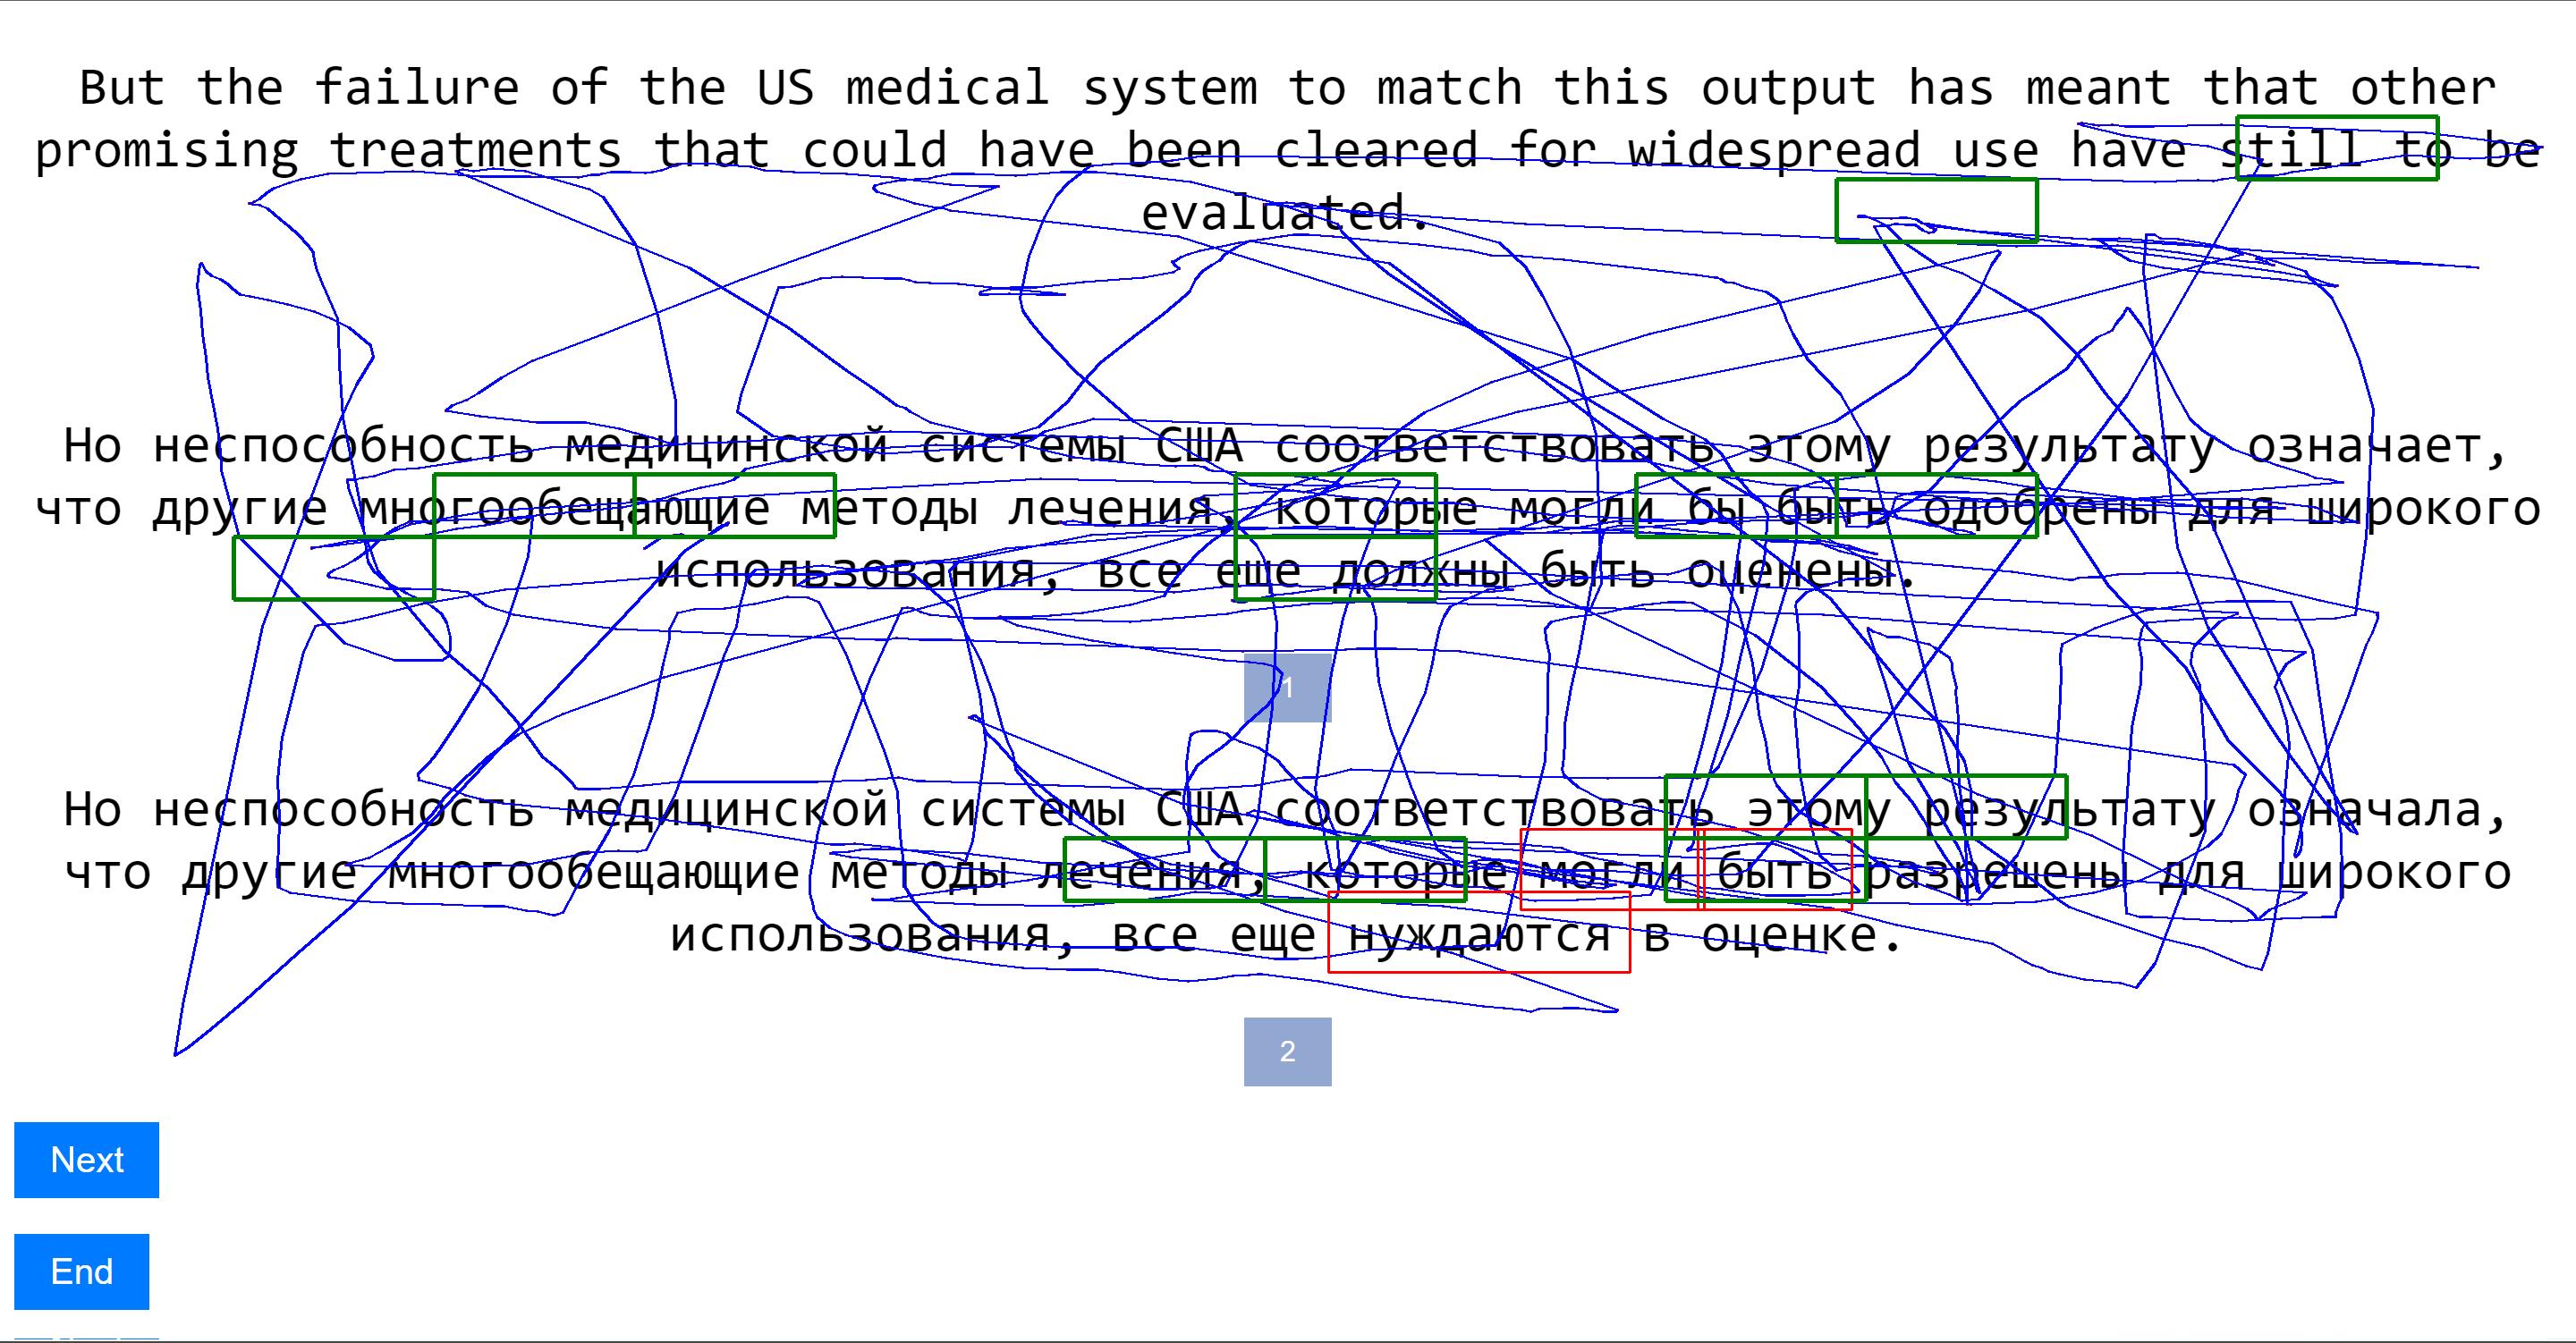 But the failure of the US medical system to match this output has meant that other
promising treatments that could have been cleared for widespread use have still to be
evaluated.
Но неспособность медицинской системы США соответствовать этому результату означает,
что другие многообещающие методы лечения, которые могли бы быть одобрены для широкого
использования, все еще должны быть оценены.
1
Но неспособность медицинской системы США соответствовать этому результату означала,
что другие многообещающие методы лечения, которые могли быть разрешены для широкого
использования, все еще нуждаются в оценке.
2
Next
End